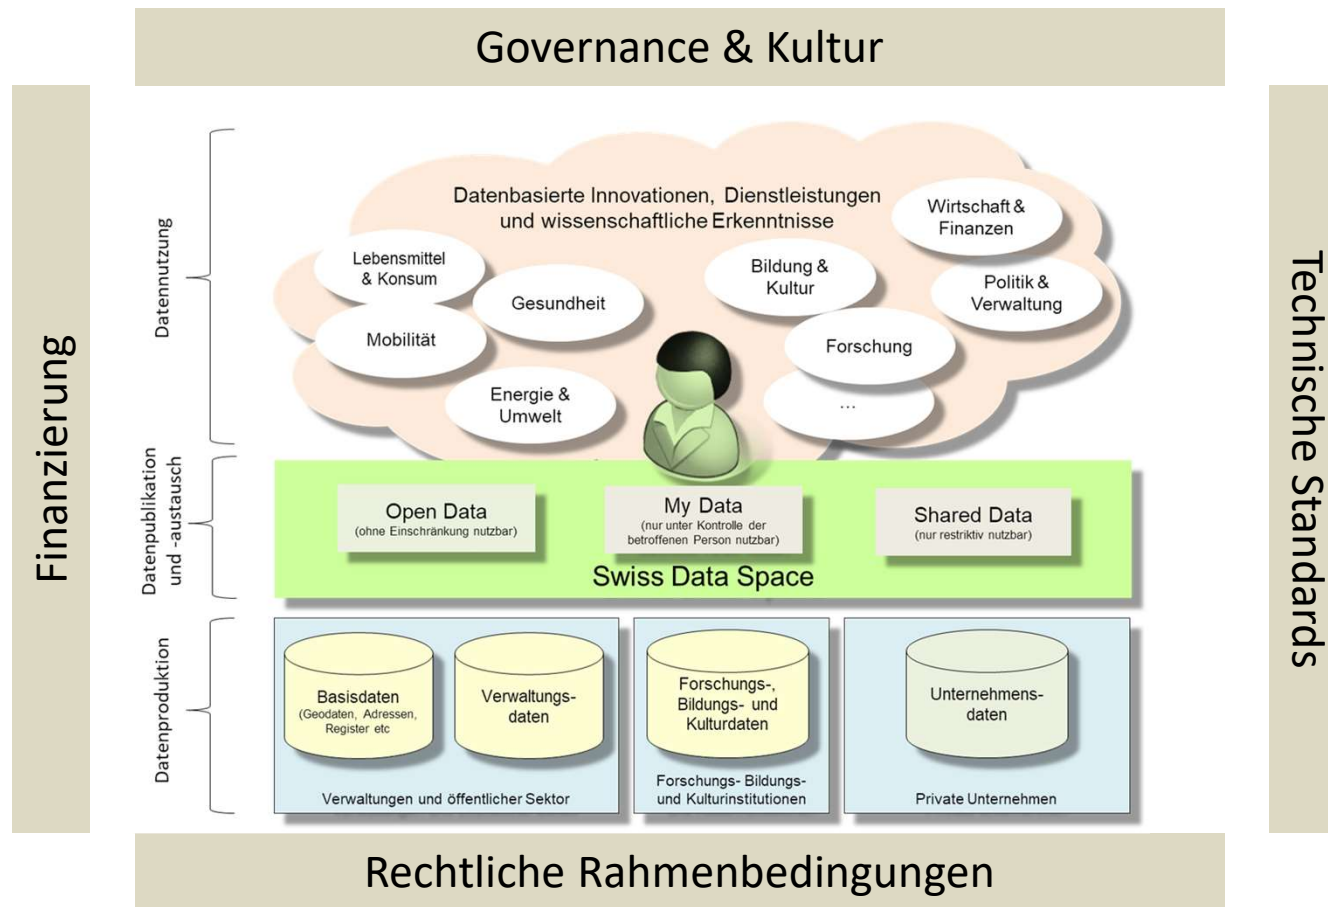 Governance & Kultur
Finanzierung
Technische Standards
Datennutzung
Datenbasierte Innovationen, Dienstleistungen
und wissenschaftliche Erkenntnisse
Wirtschaft &
Finanzen
Lebensmittel
& Konsum
Bildung &
Kultur
Politik &
Verwaltung
Gesundheit
Mobilität
Forschung
Energie &
Umwelt
...
Datenpublikation
und -austausch
Open Data
(ohne Einschränkung nutzbar)
My Data
(nur unter Kontrolle der
betroffenen Person nutzbar)
Shared Data
(nur restriktiv nutzbar)
Swiss Data Space
Datenproduktion
Basisdaten
(Geodaten, Adressen,
Register etc
Verwaltungs-
daten
Forschungs-,
Bildungs- und
Kulturdaten
Unternehmens-
daten
Verwaltungen und öffentlicher Sektor
Forschungs- Bildungs-
und Kulturinstitutionen
Private Unternehmen
Rechtliche Rahmenbedingungen